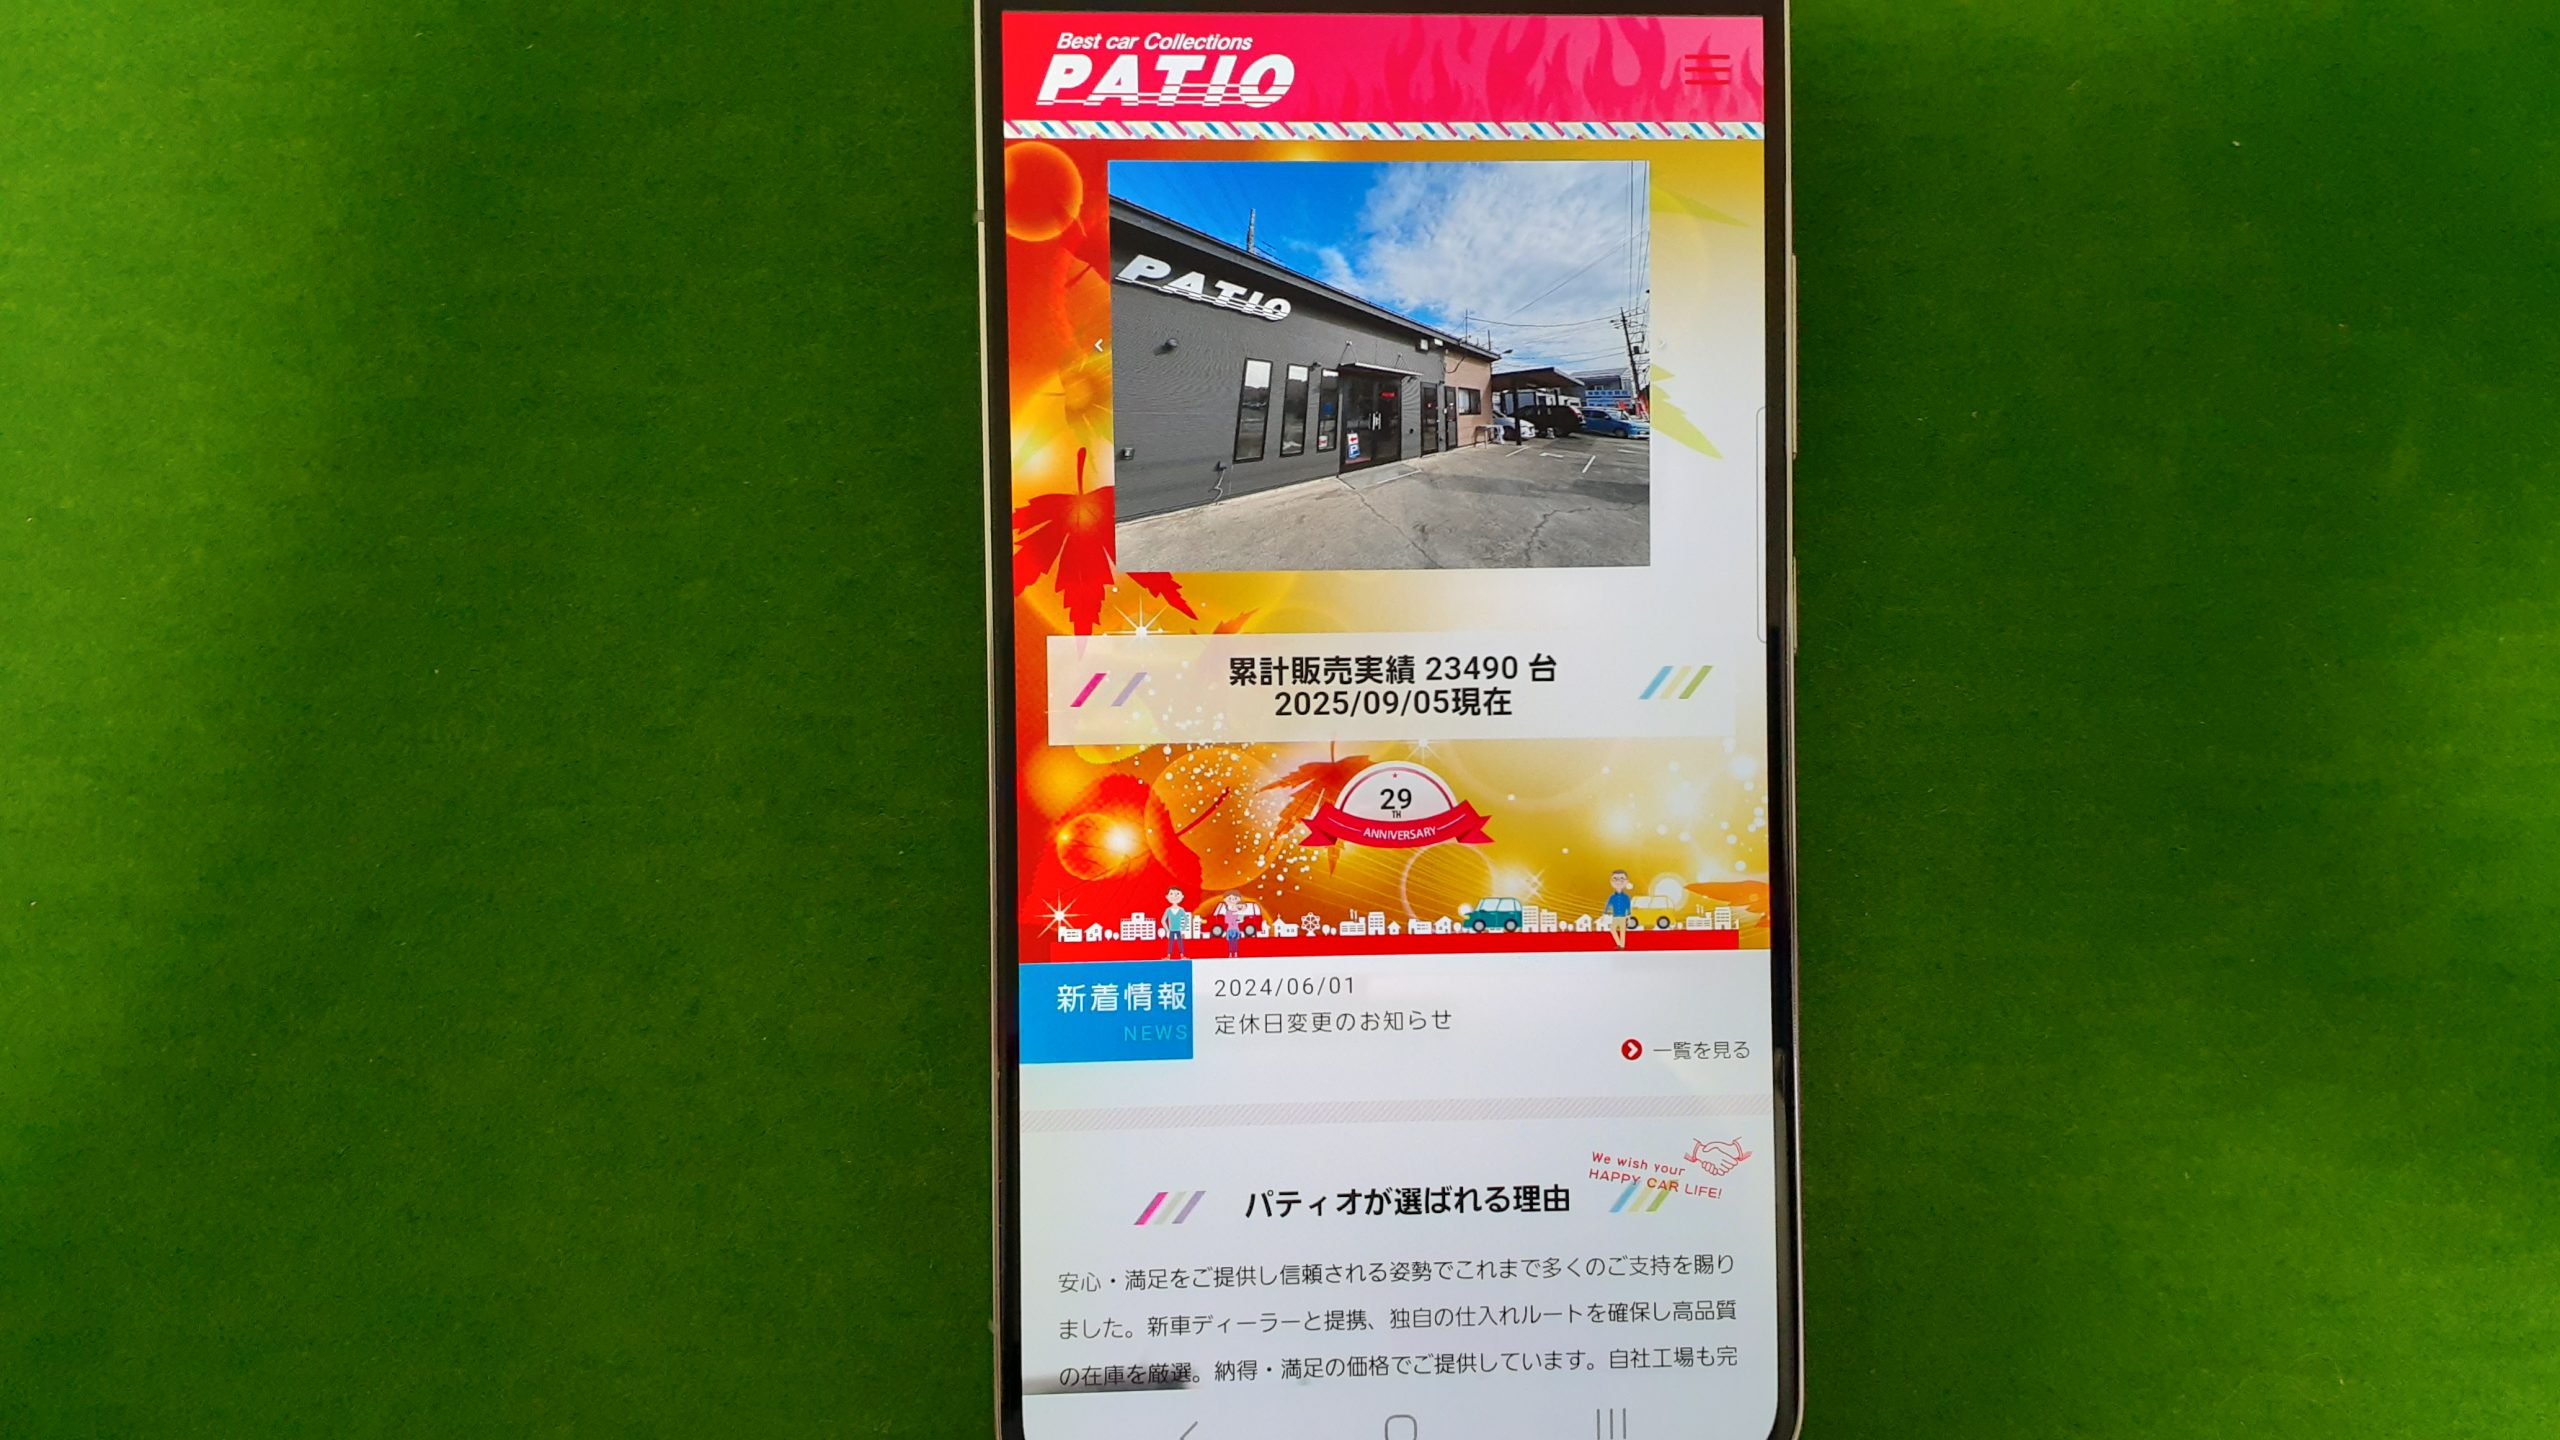 Best car Collections
PATIO
PATIO
P
累計販売実績 23490 台
2025/09/05現在
29
TH
ANNIVERSARY
新着情報
NEWS
2024/06/01
定休日変更のお知らせ
一覧を見る
We wish your
HAPPY CAR LIFE!
パティオが選ばれる理由
安心・満足をご提供し信頼される姿勢でこれまで多くのご支持を賜り
ました。新車ディーラーと提携、独自の仕入れルートを確保し高品質
の在庫を厳選。納得・満足の価格でご提供しています。自社工場も完